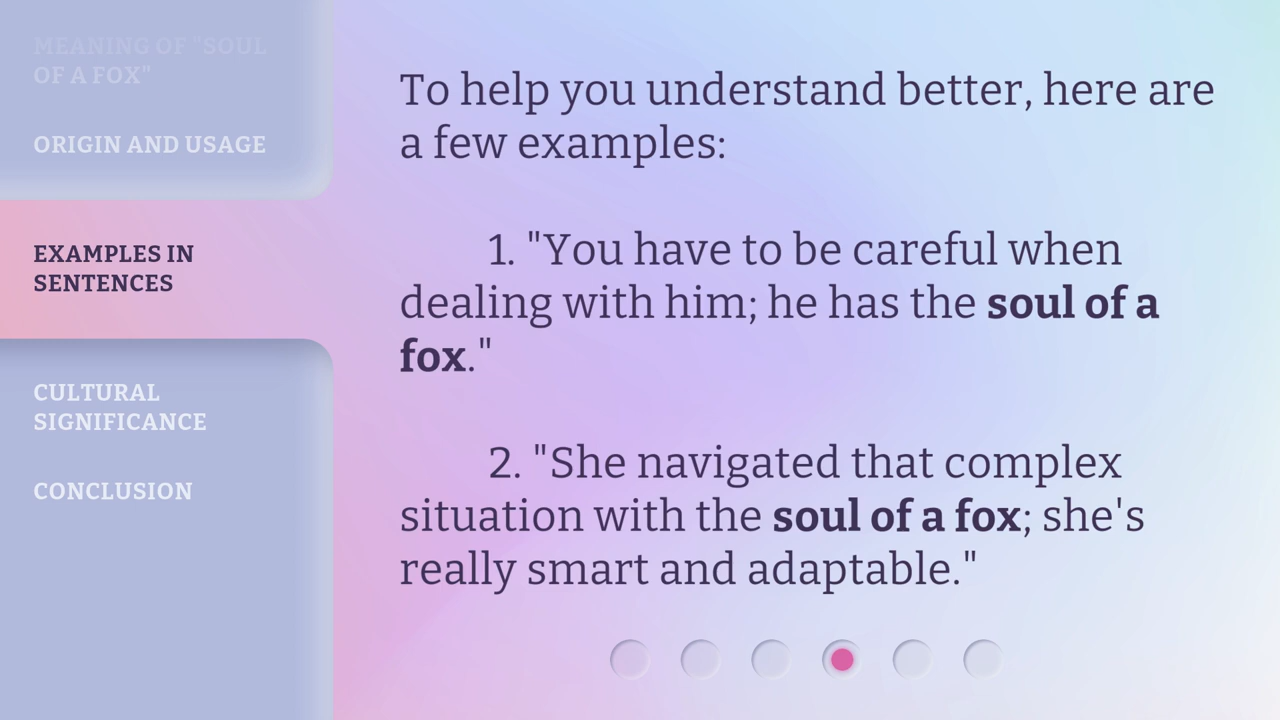 MEANING OF "SOUL
OF A FOX"
ORIGIN AND USAGE
EXAMPLES IN
SENTENCES
CULTURAL
SIGNIFICANCE
CONCLUSION
To help you understand better, here are
a few examples:
1. "You have to be careful when
dealing with him; he has the soul of a
fox."
2. "She navigated that complex
situation with the soul of a fox; she's
really smart and adaptable."